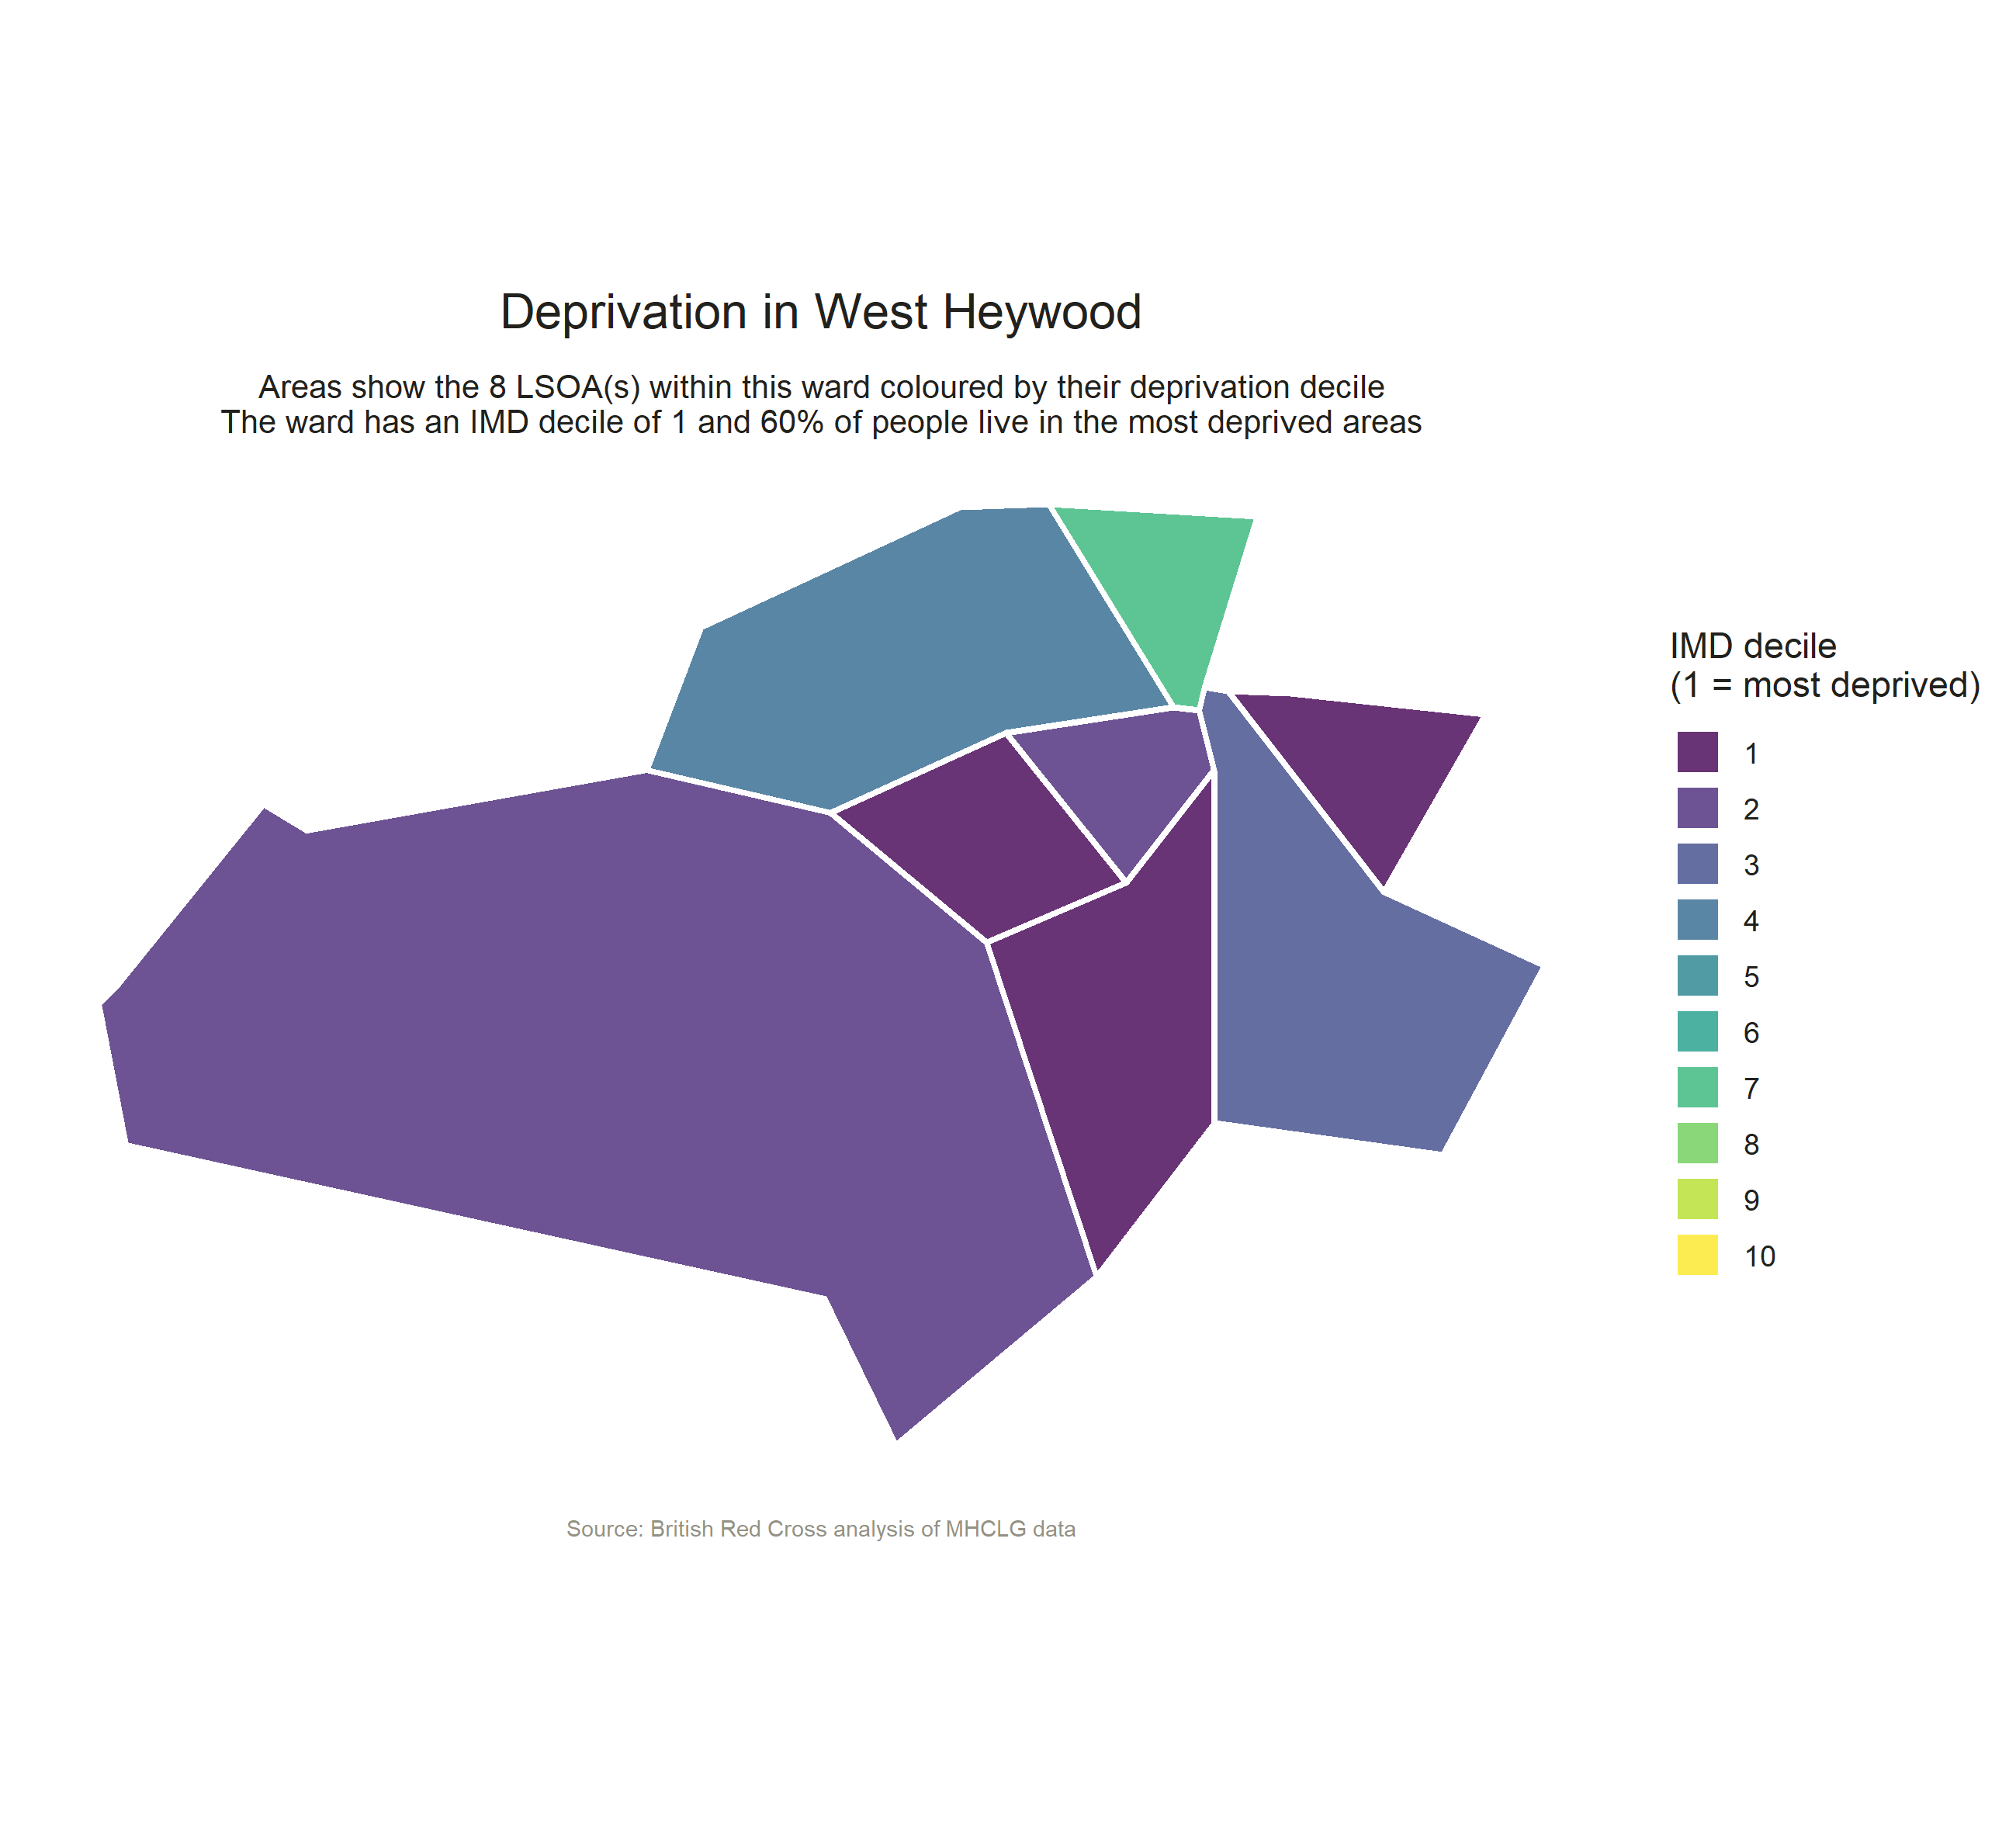 Deprivation in West Heywood
Areas show the 8 LSOA(s) within this ward coloured by their deprivation decile
The ward has an IMD decile of 1 and 60% of people live in the most deprived areas
IMD decile
(1 = most deprived)
1
2
3
4
5
6
7
8
9
10
Source: British Red Cross analysis of MHCLG data